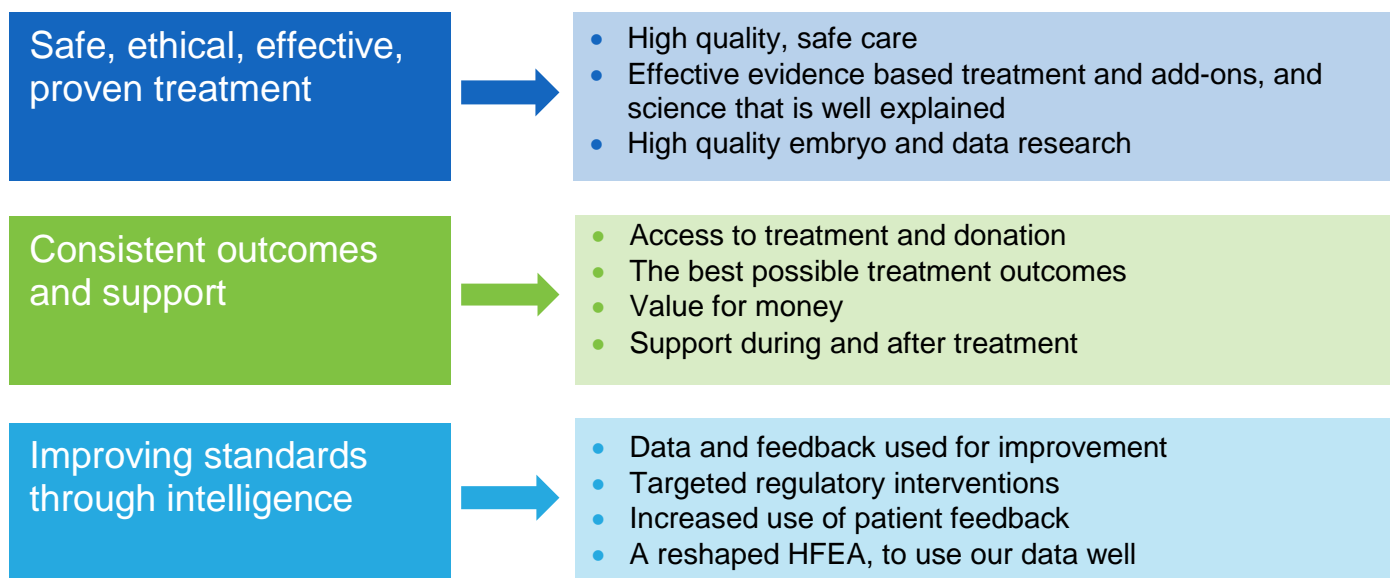 Safe, ethical, effective,
proven treatment
• High quality, safe care
• Effective evidence based treatment and add-ons, and
science that is well explained
• High quality embryo and data research
Consistent outcomes
and support
• Access to treatment and donation
• The best possible treatment outcomes
• Value for money
• Support during and after treatment
Improving standards
through intelligence
• Data and feedback used for improvement
• Targeted regulatory interventions
• Increased use of patient feedback
• A reshaped HFEA, to use our data well